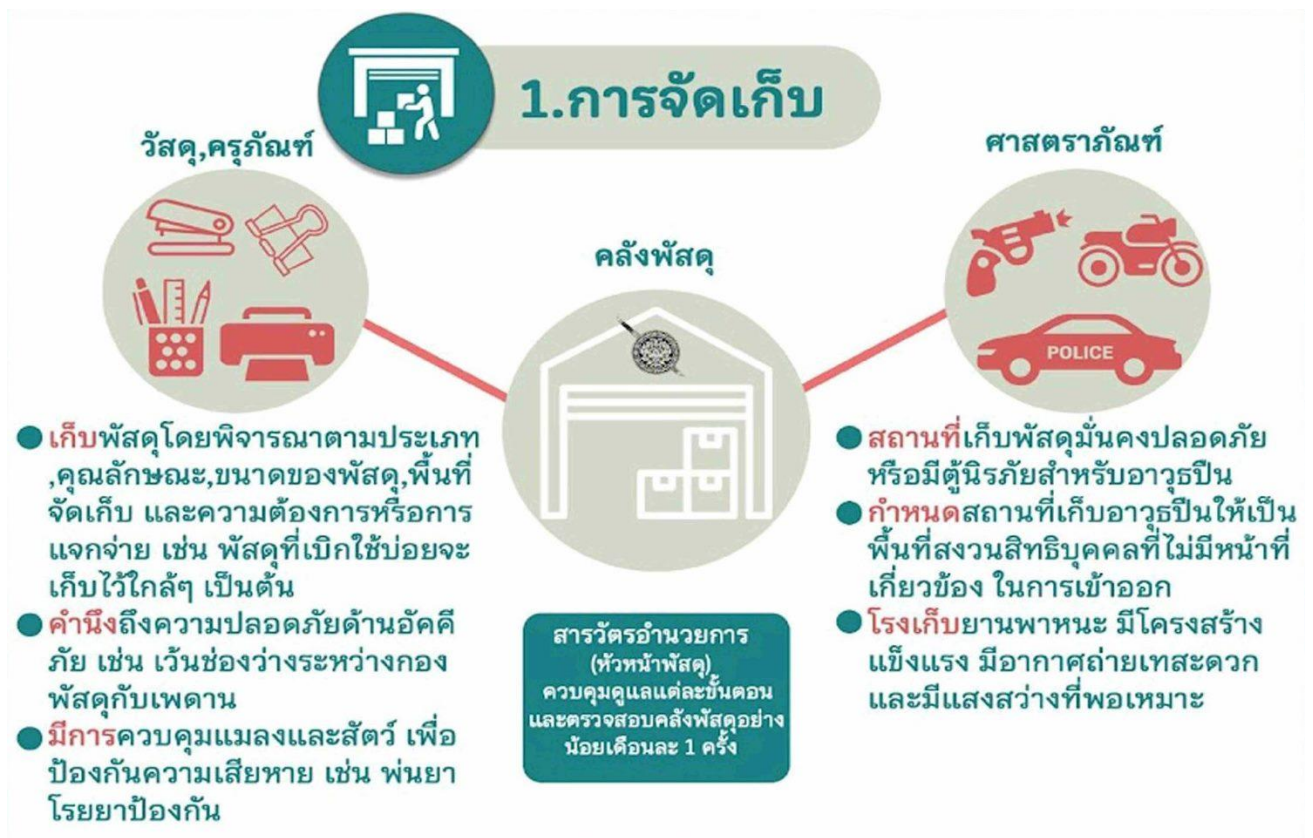 1.การจัดเก็บ
วัสดุ,ครุภัณฑ์
เก็บพัสดุโดยพิจารณาตามประเภท
,คุณลักษณะ,ขนาดของพัสดุ,พื้นที่
จัดเก็บ และความต้องการหรือการ
แจกจ่าย เช่น พัสดุที่เบิกใช้บ่อยจะ
เก็บไว้ใกล้ๆ เป็นต้น
คำนึงถึงความปลอดภัยด้านอัคคี
ภัย เช่น เว้นช่องว่างระหว่างกอง
พัสดุกับเพดาน
มีการควบคุมแมลงและสัตว์ เพื่อ
ป้องกันความเสียหาย เช่น พ่นยา
โรยยาป้องกัน
คลังพัสดุ
สารวัตรอำนวยการ
(หัวหน้าพัสดุ)
ควบคุมดูแลแต่ละขั้นตอน
และตรวจสอบคลังพัสดุอย่าง
น้อยเดือนละ 1 ครั้ง
ศาสตราภัณฑ์
POLICE
สถานที่เก็บพัสดุมั่นคงปลอดภัย
หรือมีตู้นิรภัยสำหรับอาวุธปืน
กำหนดสถานที่เก็บอาวุธปืนให้เป็น
พื้นที่สงวนสิทธิบุคคลที่ไม่มีหน้าที่
เกี่ยวข้อง ในการเข้าออก
โรงเก็บยานพาหนะ มีโครงสร้าง
แข็งแรง มีอากาศถ่ายเทสะดวก
และมีแสงสว่างที่พอเหมาะ